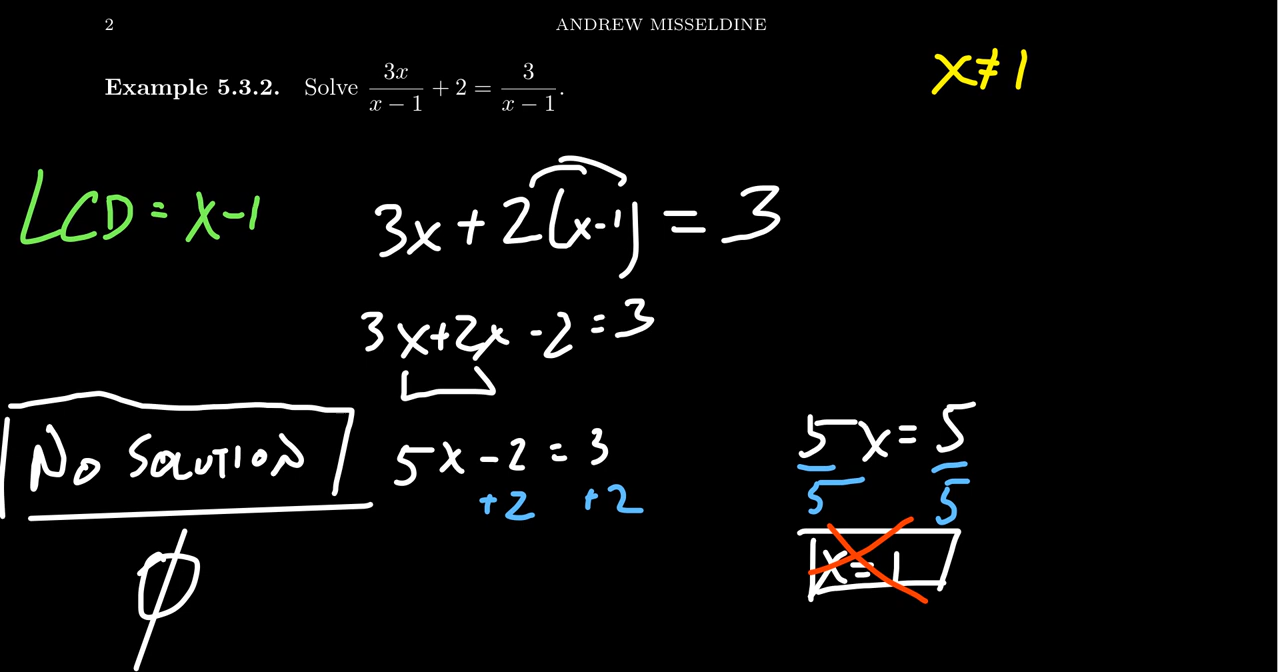 2 ANDREW MISSELDINE
x≠1
Example 5.3.2. Solve 3x/(x − 1) + 2 = 3/(x − 1).
LCD = x-1
3x + 2(x-1) = 3
3x+2x -2 = 3
5x - 2 = 3
+2 +2
5x = 5
5 5
x = 1
NO SOLUTION
∅